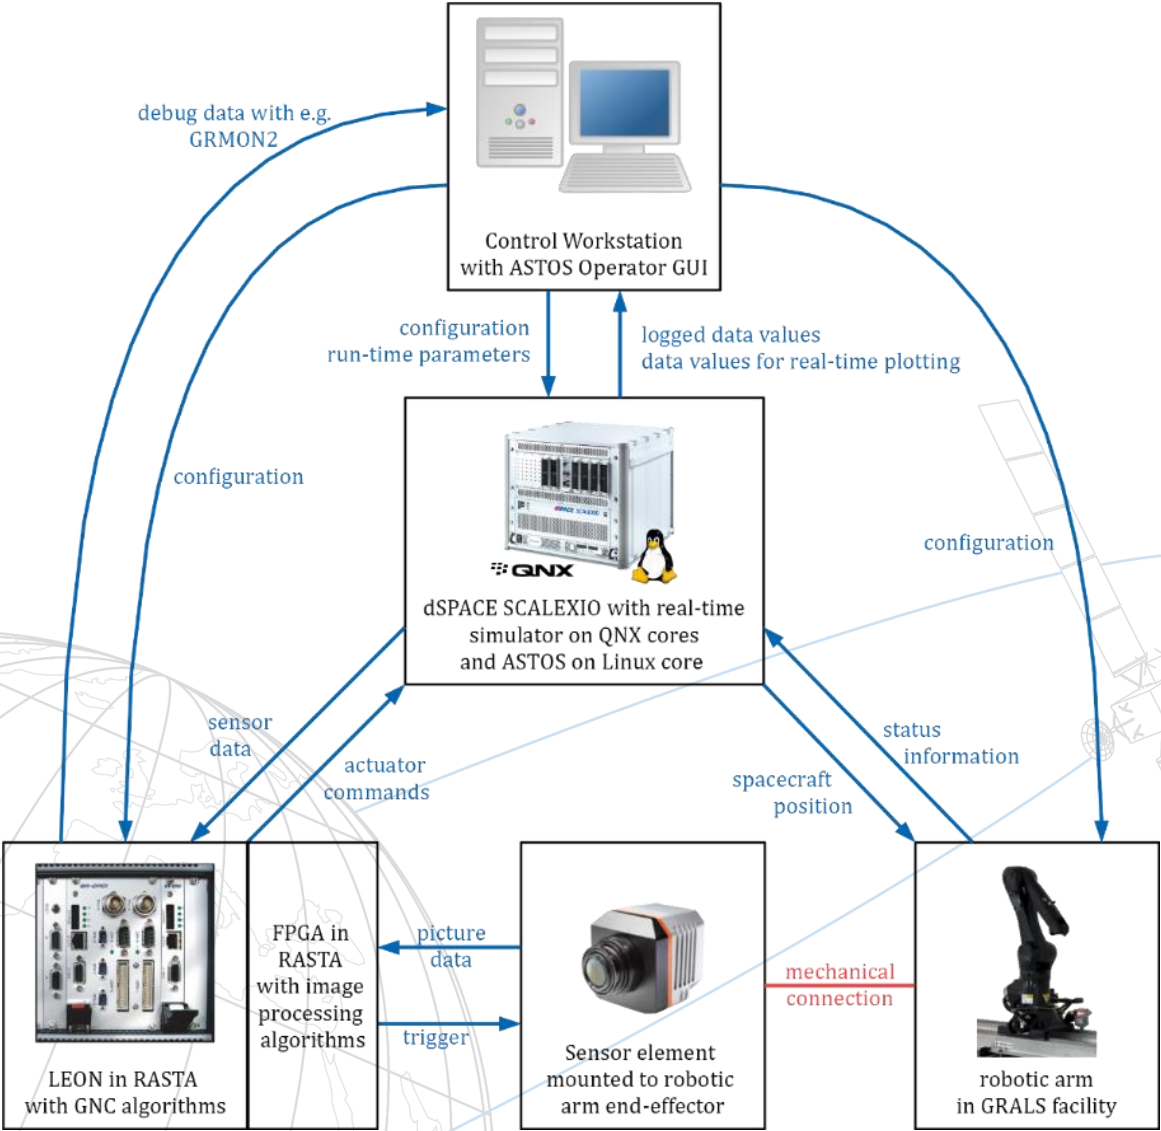 debug data with e.g.
GRMON2
Control Workstation
with ASTOS Operator GUI
configuration
run-time parameters
logged data values
data values for real-time plotting
configuration
configuration
dSPACE SCALEXIO
QNX
dSPACE SCALEXIO with real-time
simulator on QNX cores
and ASTOS on Linux core
sensor
data
actuator
commands
status
information
spacecraft
position
FPGA in
RASTA
with image
processing
algorithms
picture
data
trigger
mechanical
connection
LEON in RASTA
with GNC algorithms
Sensor element
mounted to robotic
arm end-effector
robotic arm
in GRALS facility